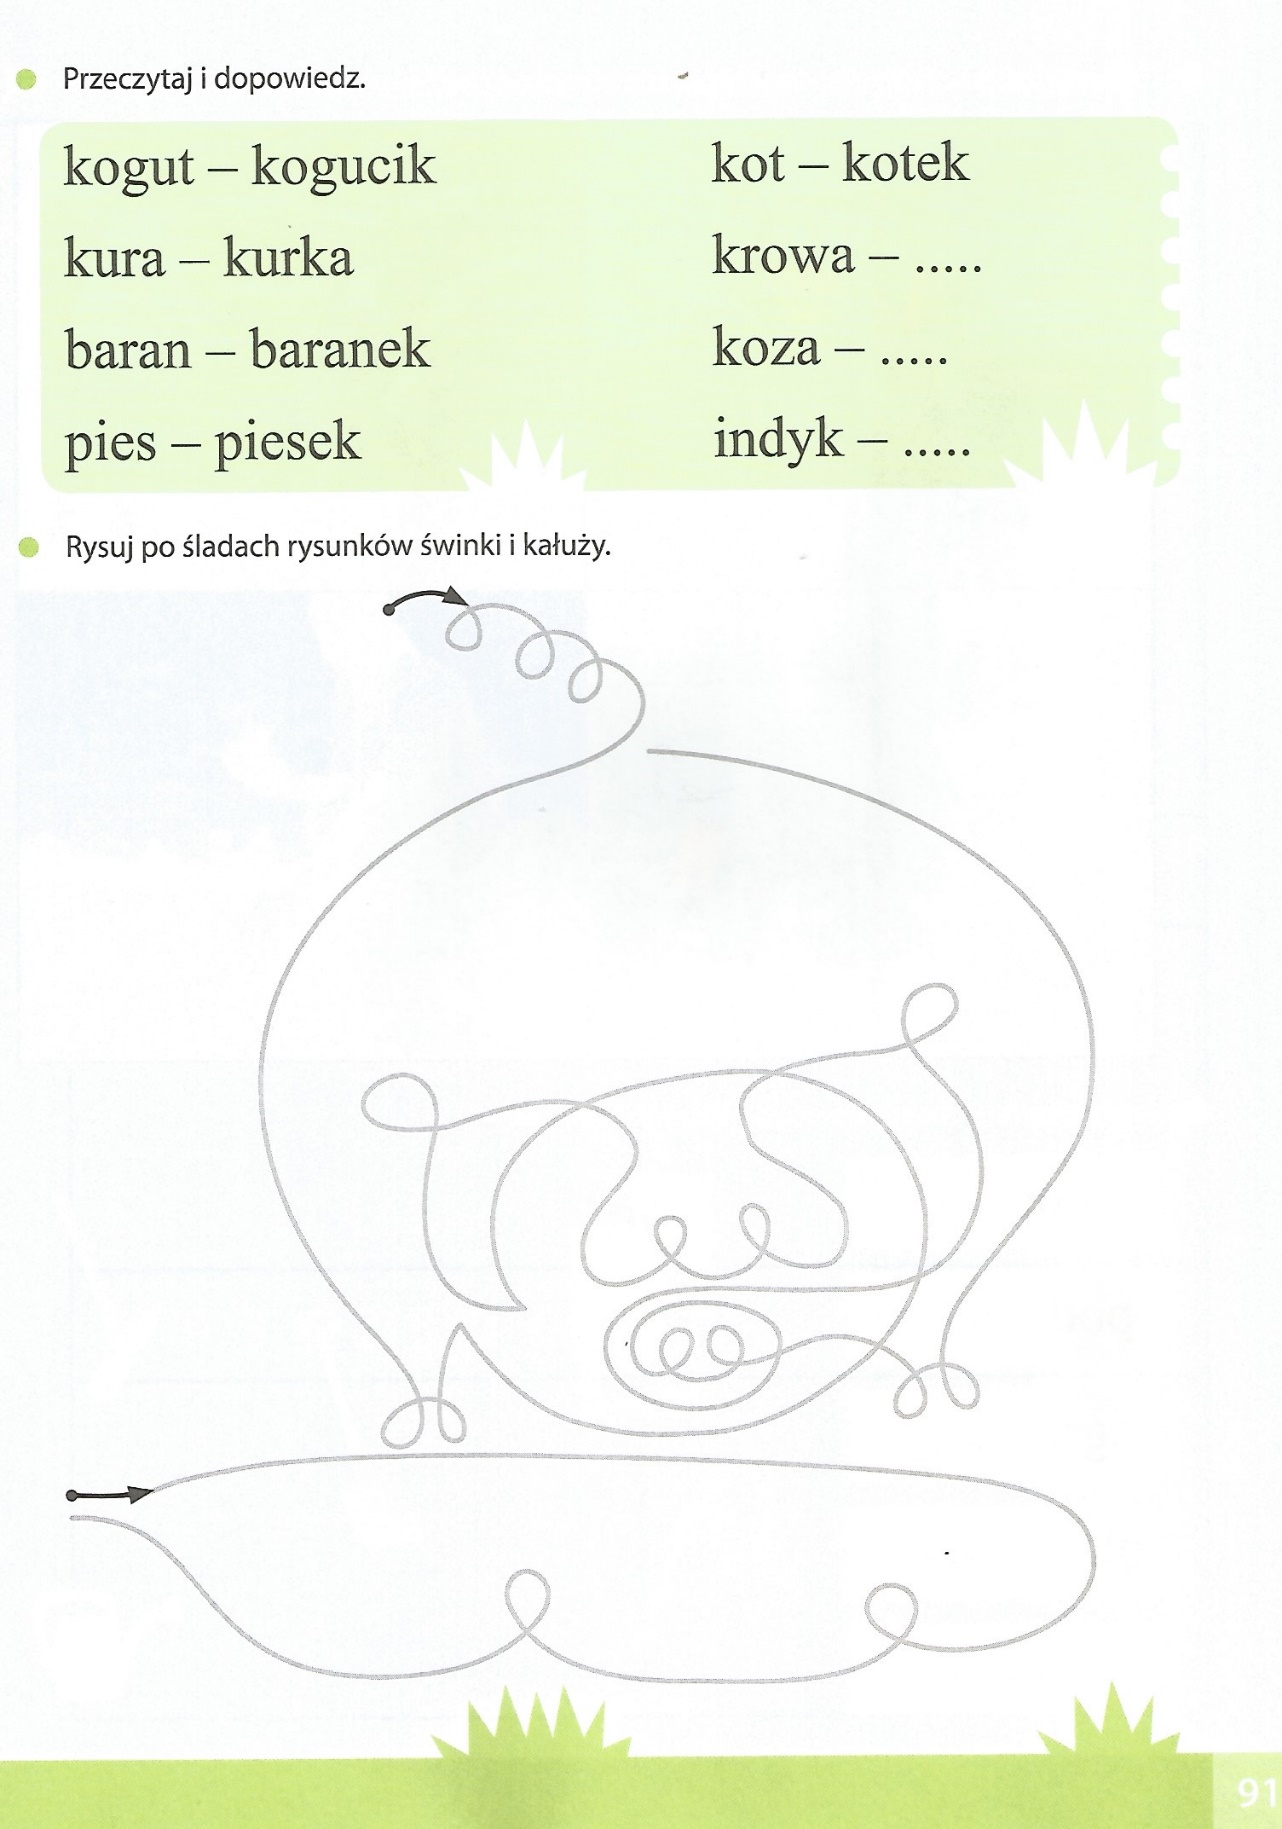 Przeczytaj i dopowiedz.
kogut – kogucik
kura – kurka
baran – baranek
pies – piesek
kot – kotek
krowa – .....
koza – .....
indyk – .....
Rysuj po śladach rysunków świnki i kałuży.
91